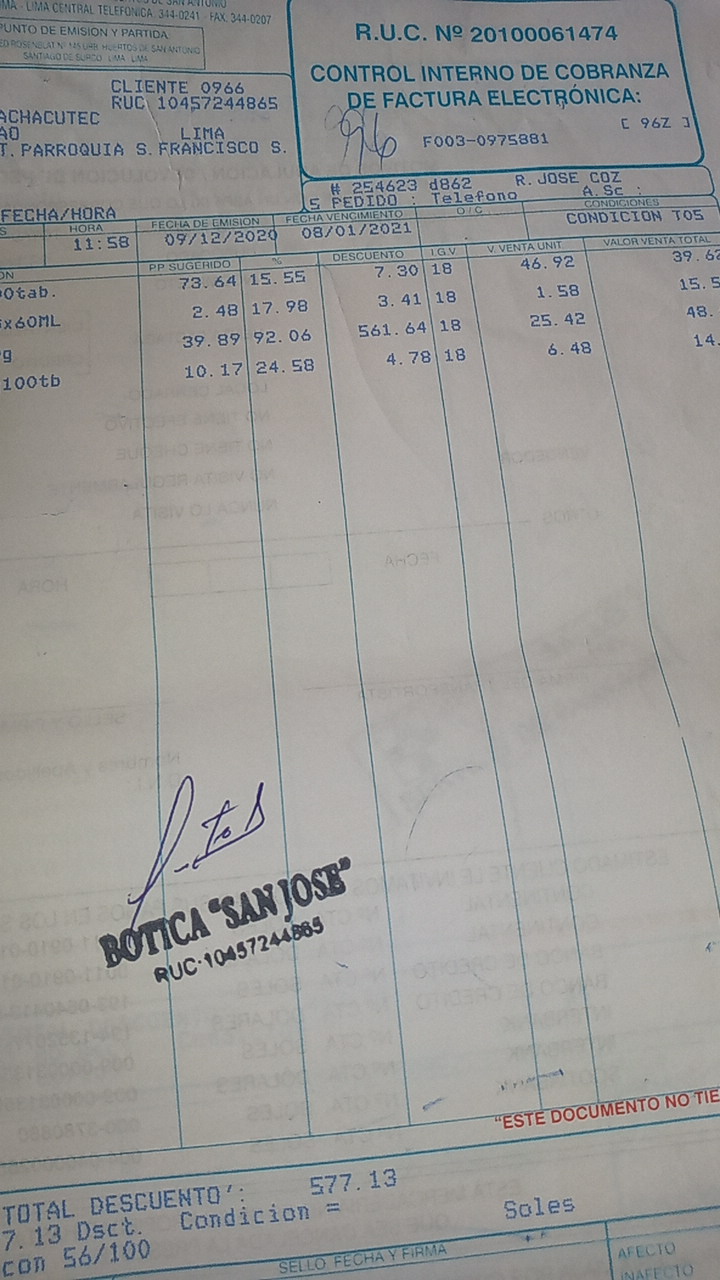 LIMA CENTRAL TELEFONICA. 344-0241 - FAX: 344-0207
PUNTO DE EMISION Y PARTIDA:
SANTIAGO DE SURCO LIMA LIMA
R.U.C. Nº 20100061474
CONTROL INTERNO DE COBRANZA
DE FACTURA ELECTRÓNICA:
[ 96Z ]
F003-0975881
CLIENTE 0966
RUC 10457244865
ACHACUTEC
AO LIMA
T. PARROQUIA S. FRANCISCO S.
# 254623 d862 R. JOSE COZ
S PEDIDO : Telefono A.Sc :
FECHA/HORA
HORA FECHA DE EMISION FECHA VENCIMIENTO O / C CONDICIONES
11:58 09/12/2020 08/01/2021 CONDICION TOS
PP SUGERIDO % DESCUENTO I.G.V V. VENTA UNIT VALOR VENTA TOTAL
0tab. 73.64 15.55 7.30 18 46.92 39.62
x60ML 2.48 17.98 3.41 18 1.58 15.5
g 39.89 92.06 561.64 18 25.42 48.
100tb 10.17 24.58 4.78 18 6.48 14.
BOTICA "SAN JOSE"
RUC·10457244865
"ESTE DOCUMENTO NO TIE
TOTAL DESCUENTO': 577.13
7.13 Dsct. Condicion =
con 56/100 Soles
SELLO, FECHA Y FIRMA
AFECTO
INAFECTO